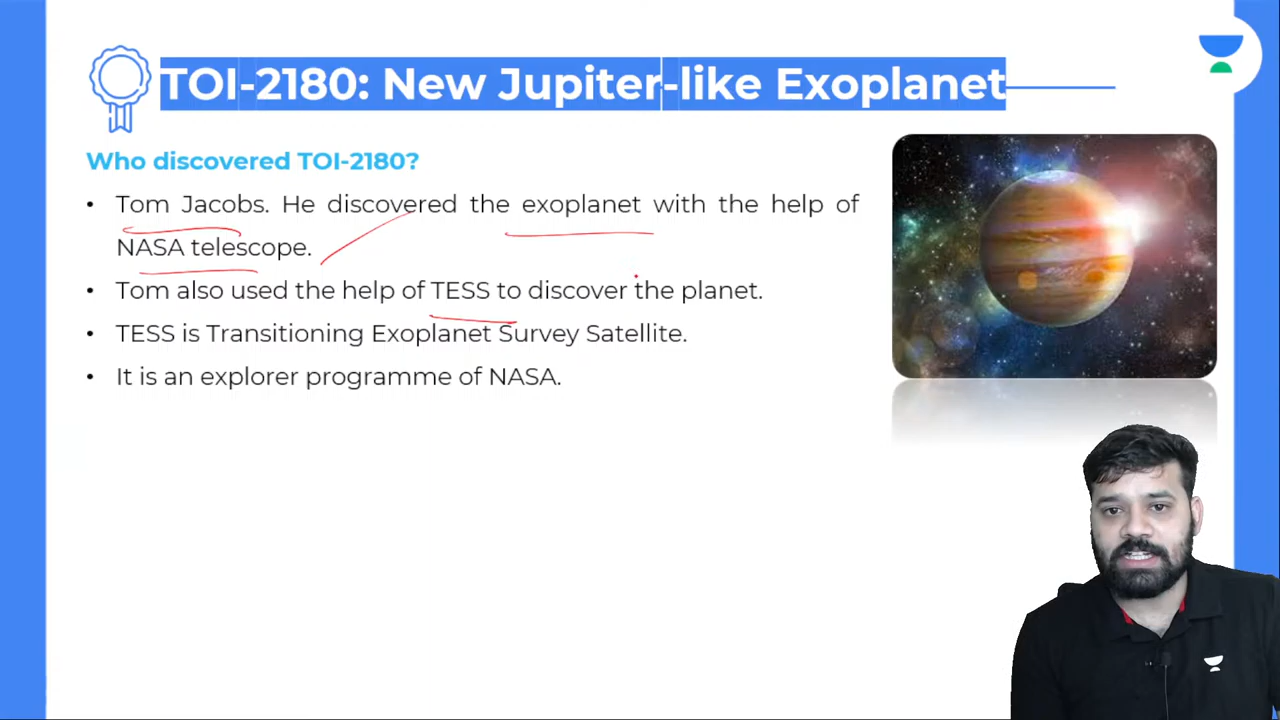 TOI-2180: New Jupiter-like Exoplanet
Who discovered TOI-2180?
• Tom Jacobs. He discovered the exoplanet with the help of
NASA telescope.
• Tom also used the help of TESS to discover the planet.
• TESS is Transitioning Exoplanet Survey Satellite.
• It is an explorer programme of NASA.